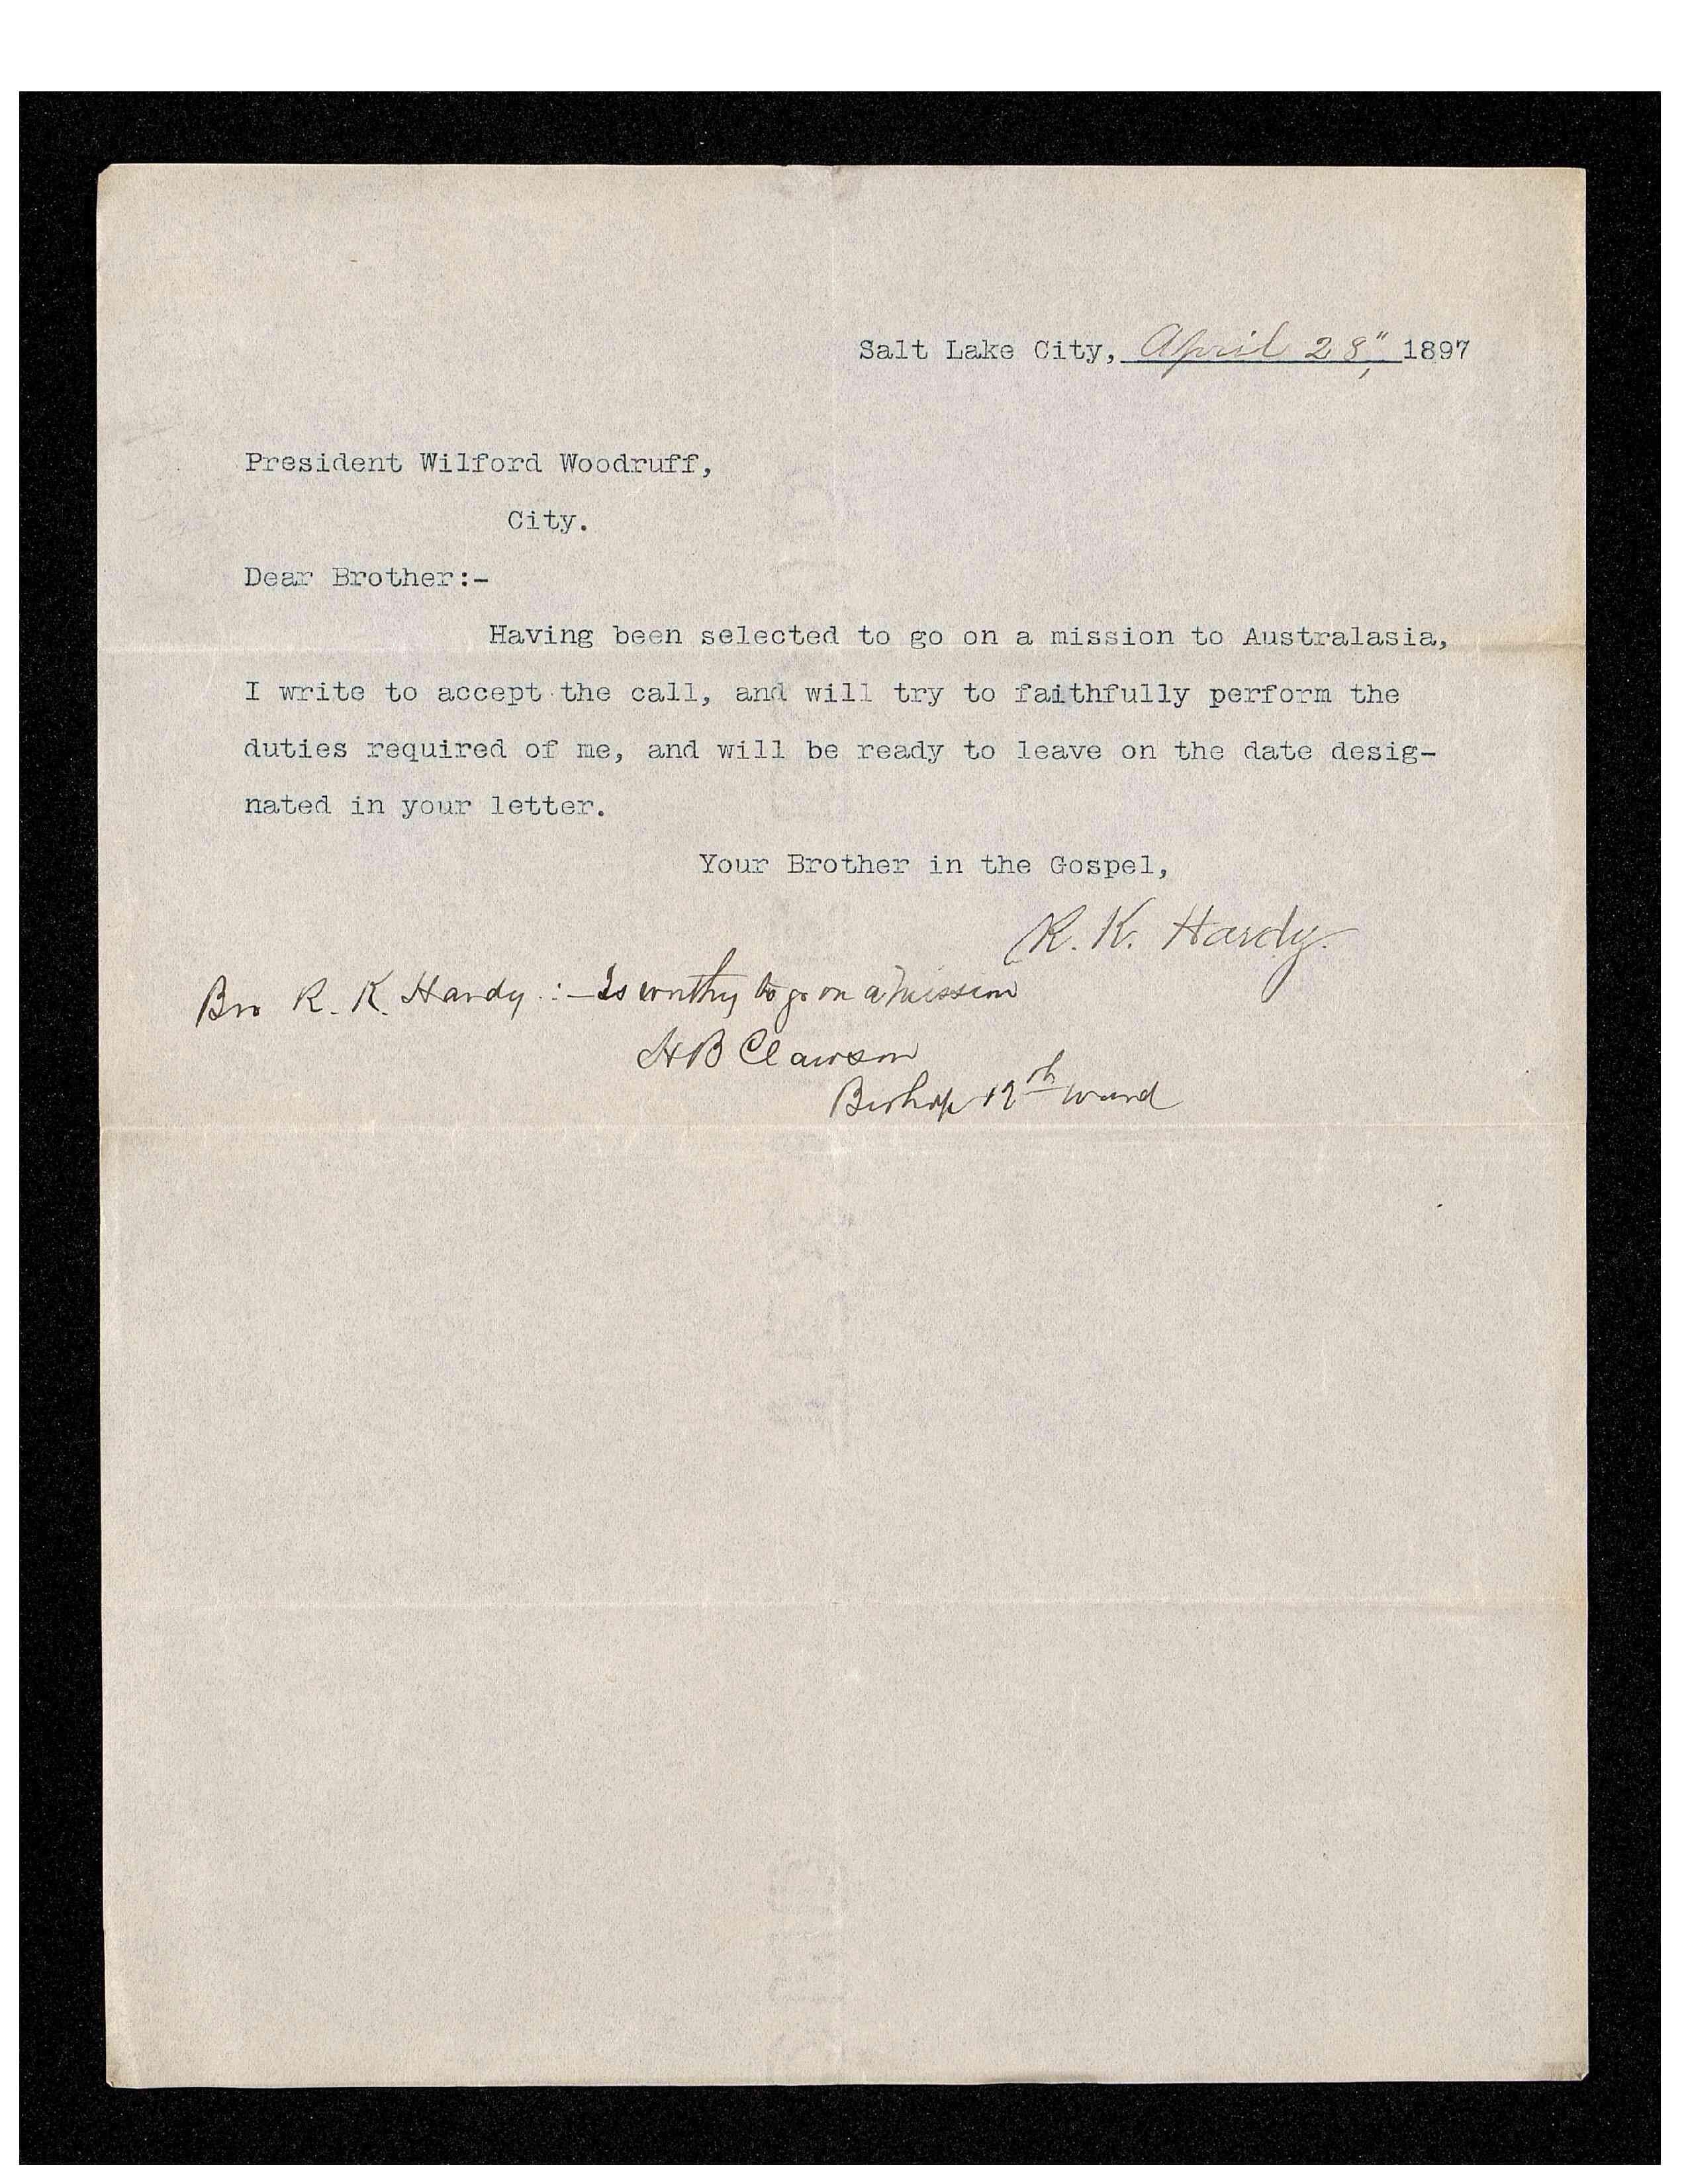 Salt Lake City, April 28", 1897
President Wilford Woodruff,
City.
Dear Brother:-
Having been selected to go on a mission to Australasia,
I write to accept the call, and will try to faithfully perform the
duties required of me, and will be ready to leave on the date desig-
nated in your letter.
Your Brother in the Gospel,
R. K. Hardy.
Bro R. K. Hardy :- Is worthy to go on a mission
H B Clawson
Bishop 12th ward